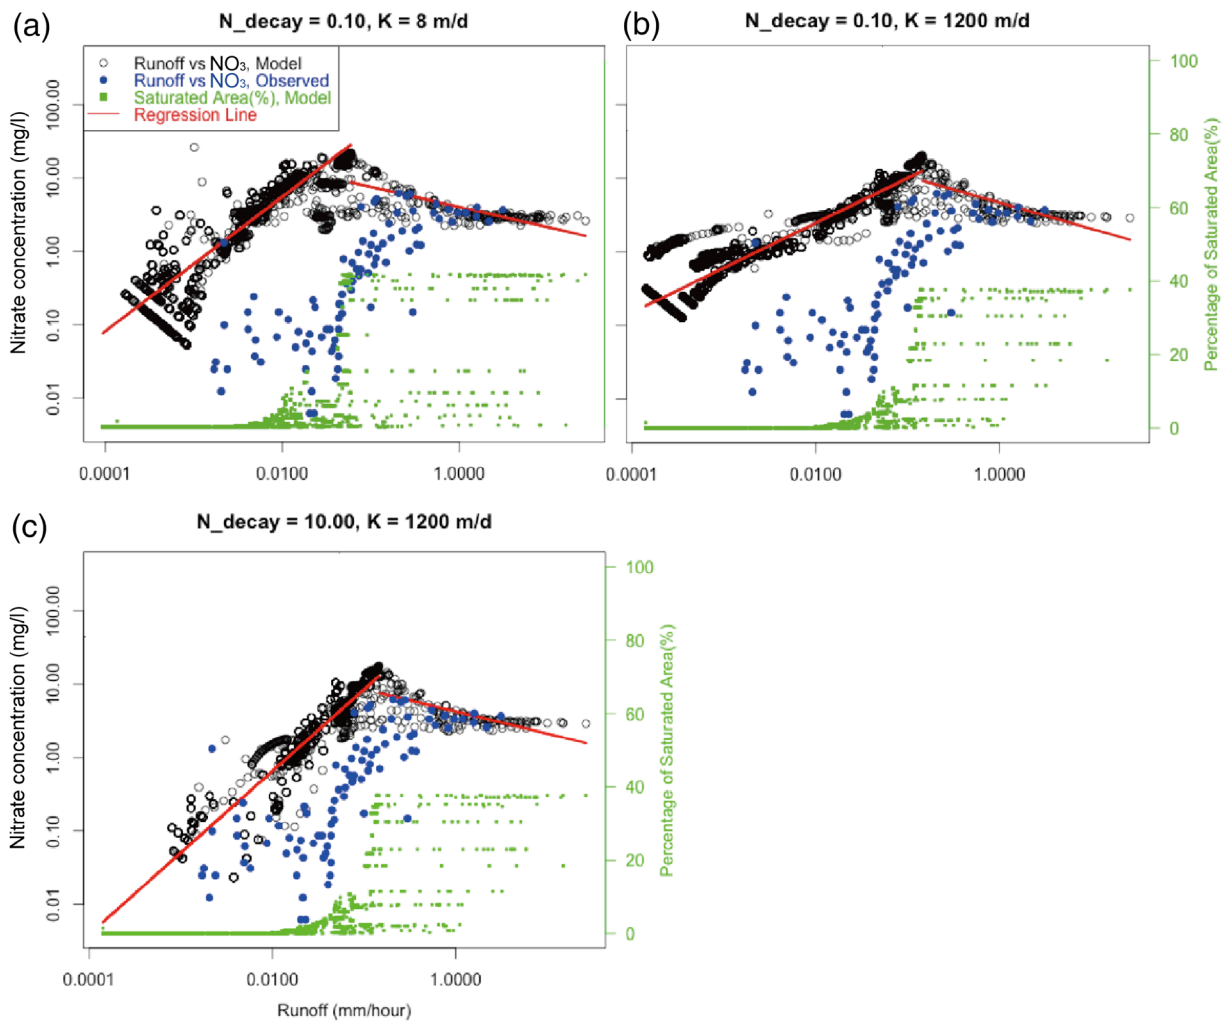 (a)
N_decay = 0.10, K = 8 m/d
Nitrate concentration (mg/l)
100.00
10.00
1.00
0.10
0.01
Runoff vs NO3, Model
Runoff vs NO3, Observed
Saturated Area(%), Model
Regression Line
0.0001
0.0100
1.0000
(b)
N_decay = 0.10, K = 1200 m/d
100
80
60
40
20
0
Percentage of Saturated Area(%)
0.0001
0.0100
1.0000
(c)
N_decay = 10.00, K = 1200 m/d
Nitrate concentration (mg/l)
100.00
10.00
1.00
0.10
0.01
100
80
60
40
20
0
Percentage of Saturated Area(%)
0.0001
0.0100
1.0000
Runoff (mm/hour)